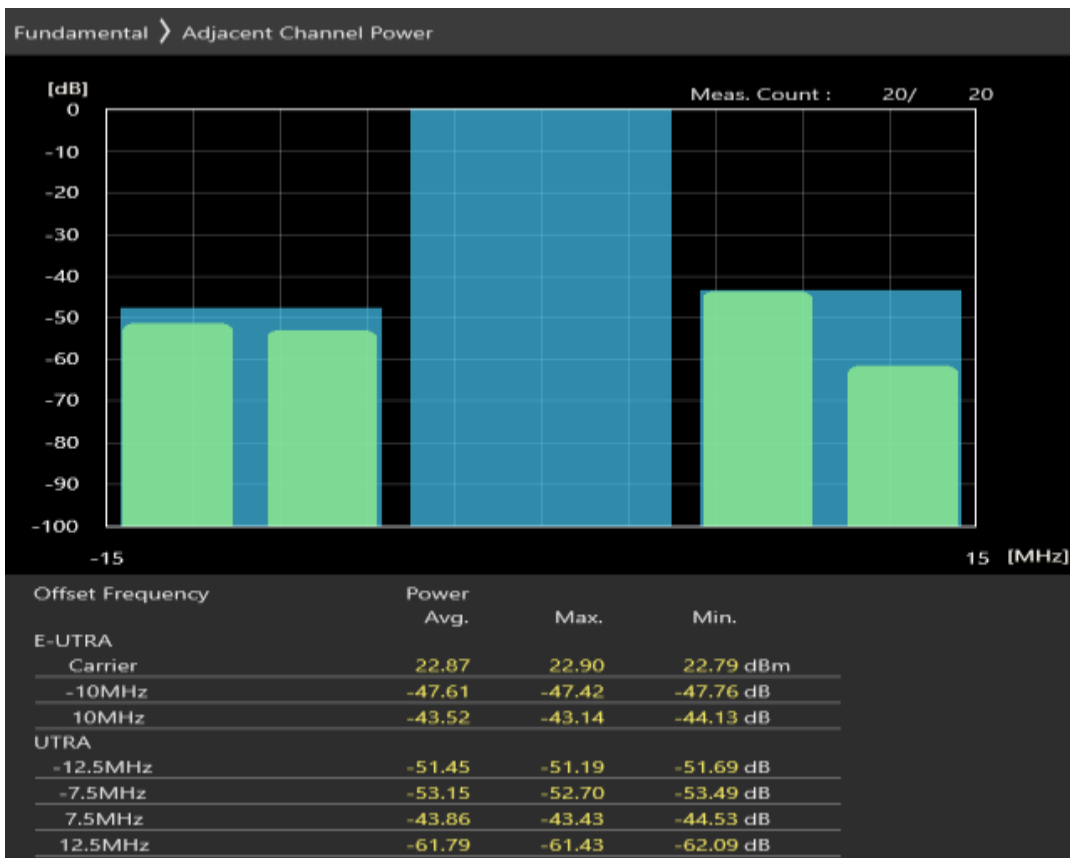 Fundamental 〉 Adjacent Channel Power
[dB]
Meas. Count : 20/ 20
0
-10
-20
-30
-40
-50
-60
-70
-80
-90
-100
-15 15 [MHz]
Offset Frequency Power
Avg. Max. Min.
E-UTRA
Carrier 22.87 22.90 22.79 dBm
-10MHz -47.61 -47.42 -47.76 dB
10MHz -43.52 -43.14 -44.13 dB
UTRA
-12.5MHz -51.45 -51.19 -51.69 dB
-7.5MHz -53.15 -52.70 -53.49 dB
7.5MHz -43.86 -43.43 -44.53 dB
12.5MHz -61.79 -61.43 -62.09 dB